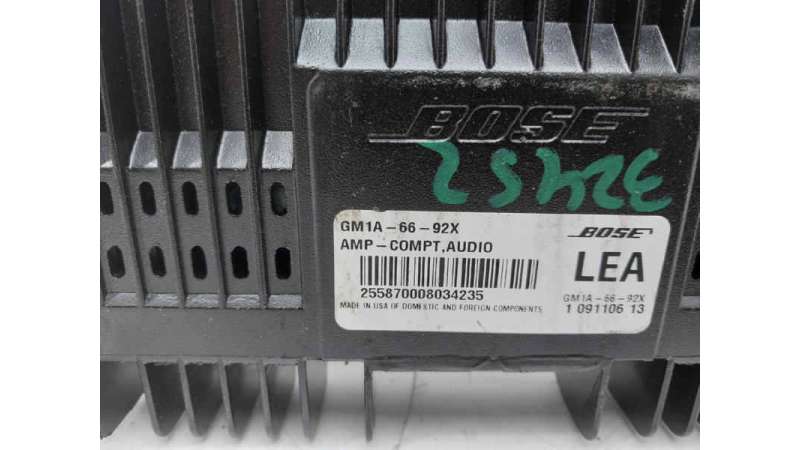 BOSE
32452
GM1A-66-92X
AMP-COMPT,AUDIO
255870008034235
MADE IN USA OF DOMESTIC AND FOREIGN COMPONENTS
BOSE
LEA
GM1A-66-92X
1 091106 13